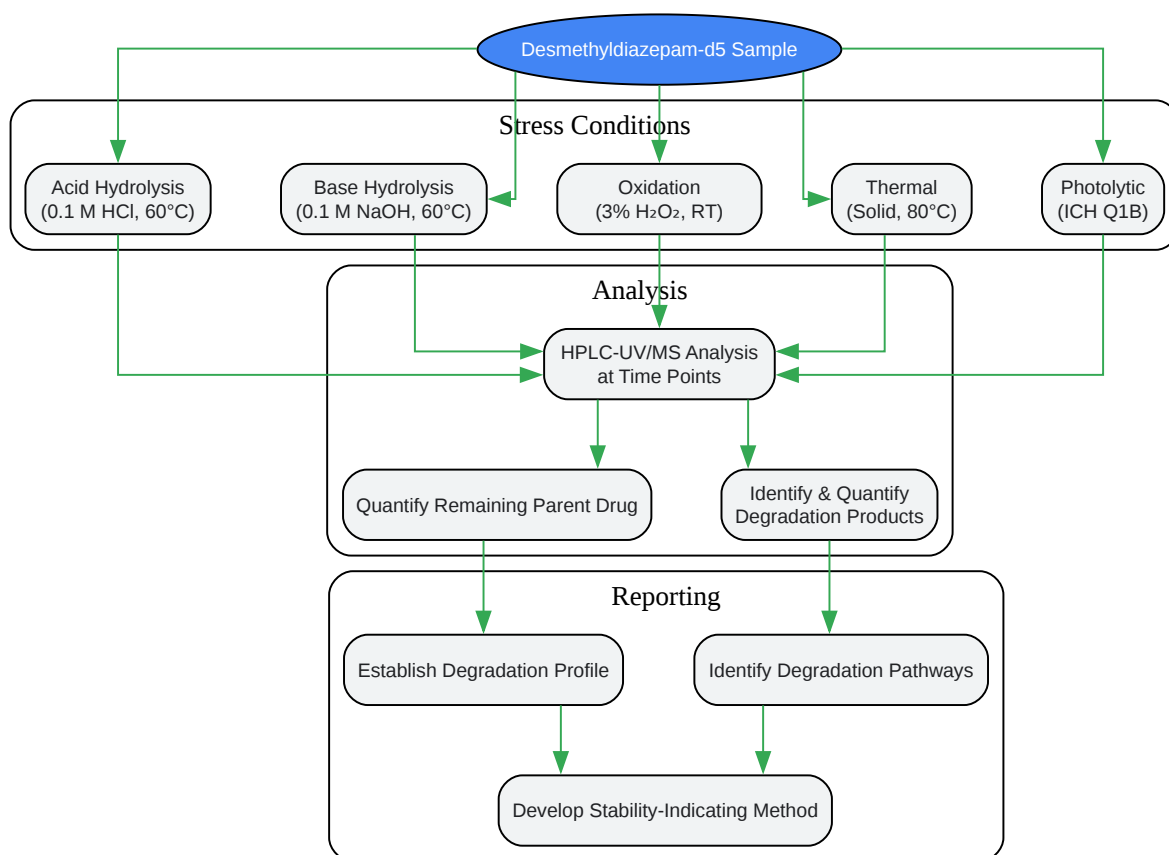 Desmethyldiazepam-d5 Sample
Stress Conditions
Acid Hydrolysis
(0.1 M HCl, 60°C)
Base Hydrolysis
(0.1 M NaOH, 60°C)
Oxidation
(3% H₂O₂, RT)
Thermal
(Solid, 80°C)
Photolytic
(ICH Q1B)
Analysis
HPLC-UV/MS Analysis
at Time Points
Quantify Remaining Parent Drug
Identify & Quantify
Degradation Products
Reporting
Establish Degradation Profile
Identify Degradation Pathways
Develop Stability-Indicating Method